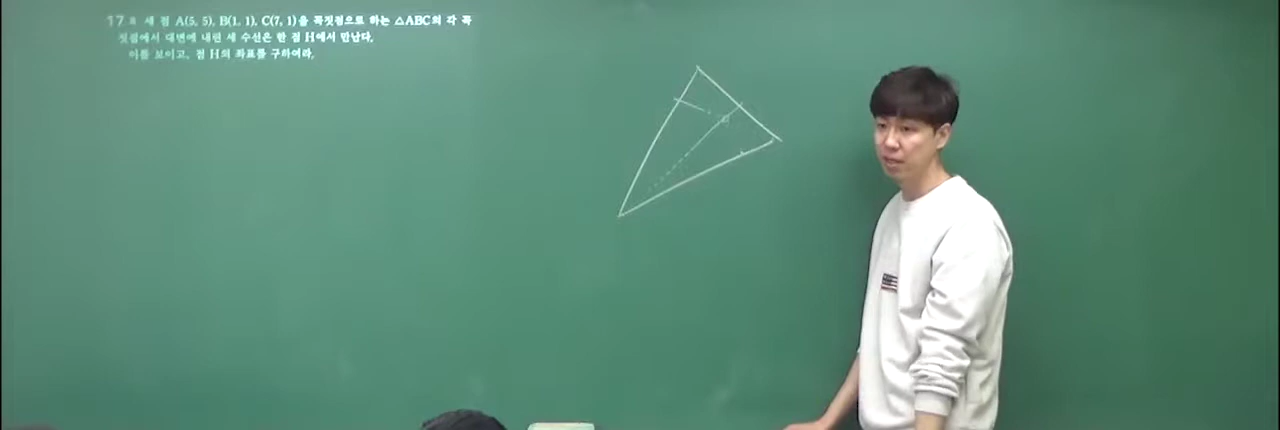 17 세 점 A(5, 5), B(1, 1), C(7, 1)을 꼭짓점으로 하는 △ABC의 각 꼭
짓점에서 대변에 내린 세 수선은 한 점 H에서 만난다.
이를 보이고, 점 H의 좌표를 구하여라.